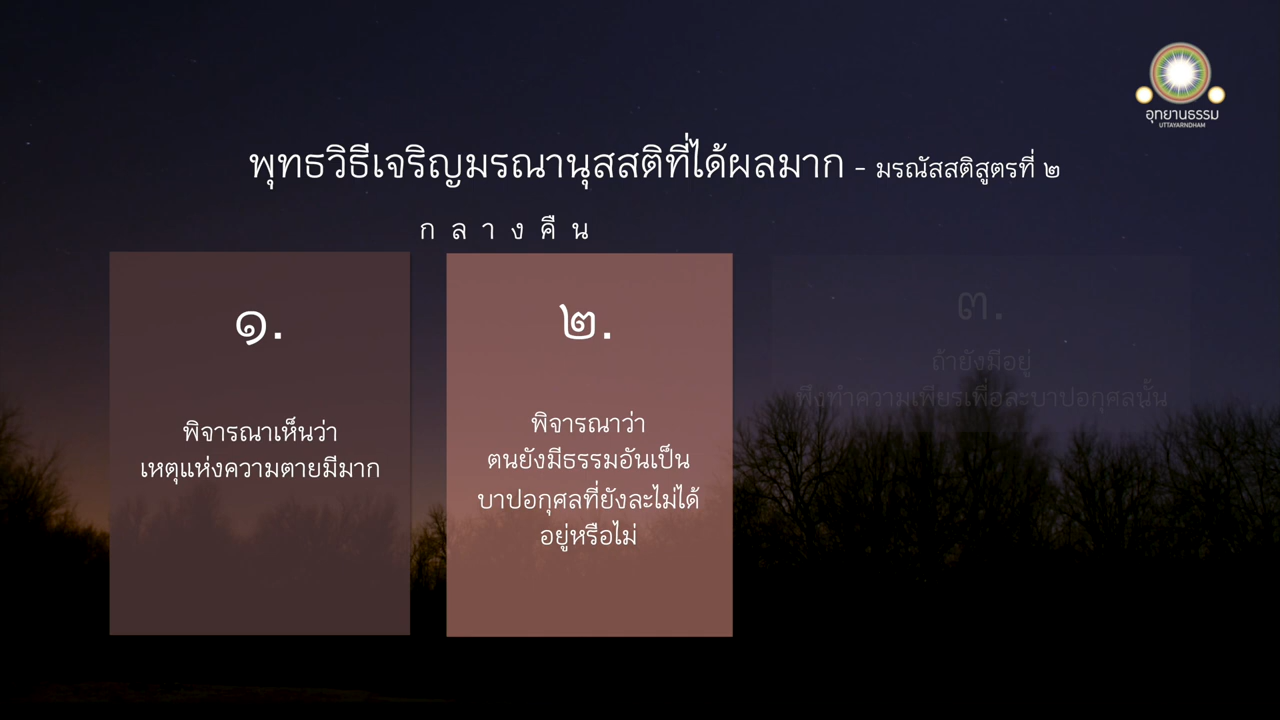 อุทยานธรรม
UTTAYARNDHAM
พุทธวิธีเจริญมรณานุสสติที่ได้ผลมาก - มรณัสสติสูตรที่ ๒
กลางคืน
๑.
พิจารณาเห็นว่า
เหตุแห่งความตายมีมาก
๒.
พิจารณาว่า
ตนยังมีธรรมอันเป็น
บาปอกุศลที่ยังละไม่ได้
อยู่หรือไม่
๓.
ถ้ายังมีอยู่
พึงทำความเพียรเพื่อละบาปอกุศลนั้น